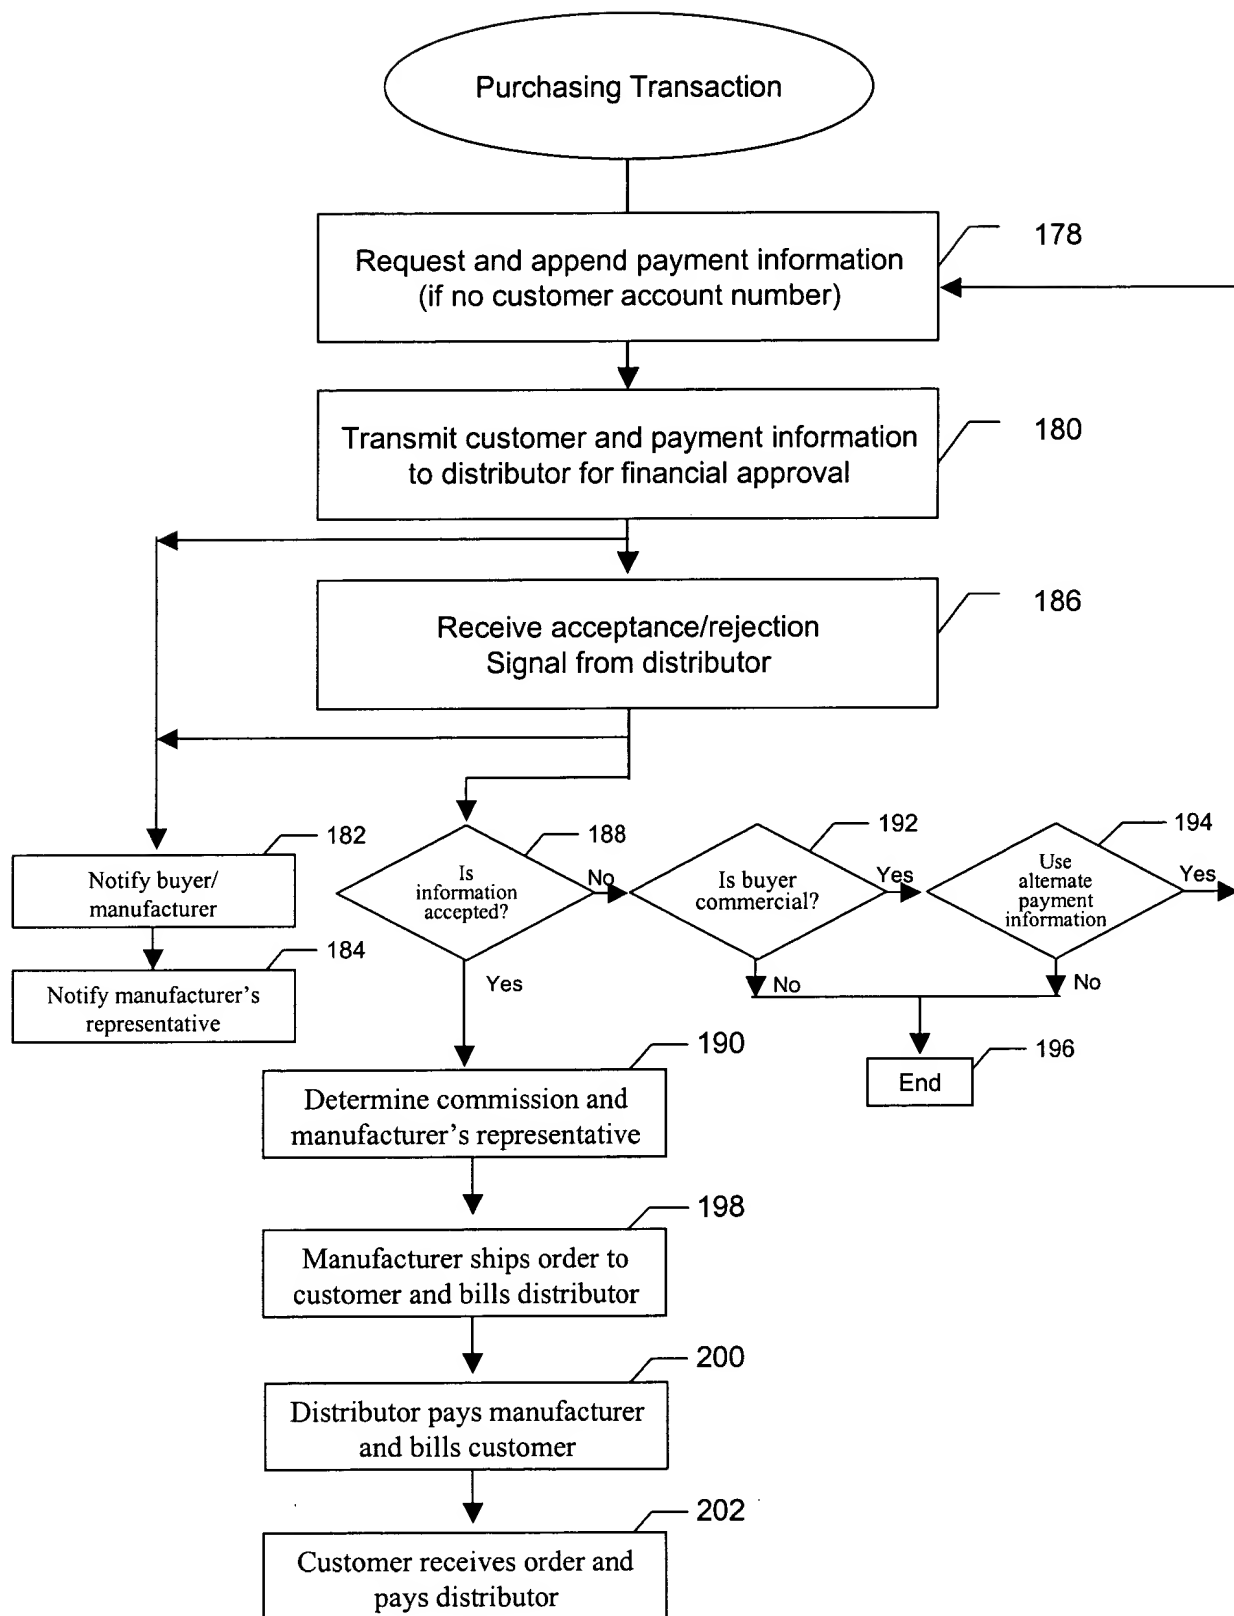 Purchasing Transaction
178
Request and append payment information
(if no customer account number)
180
Transmit customer and payment information
to distributor for financial approval
186
Receive acceptance/rejection
Signal from distributor
182
Notify buyer/
manufacturer
184
Notify manufacturer's
representative
188
Is
information
accepted?
No
Yes
192
Is buyer
commercial?
Yes
No
194
Use
alternate
payment
information
Yes
No
196
End
190
Determine commission and
manufacturer's representative
198
Manufacturer ships order to
customer and bills distributor
200
Distributor pays manufacturer
and bills customer
202
Customer receives order and
pays distributor